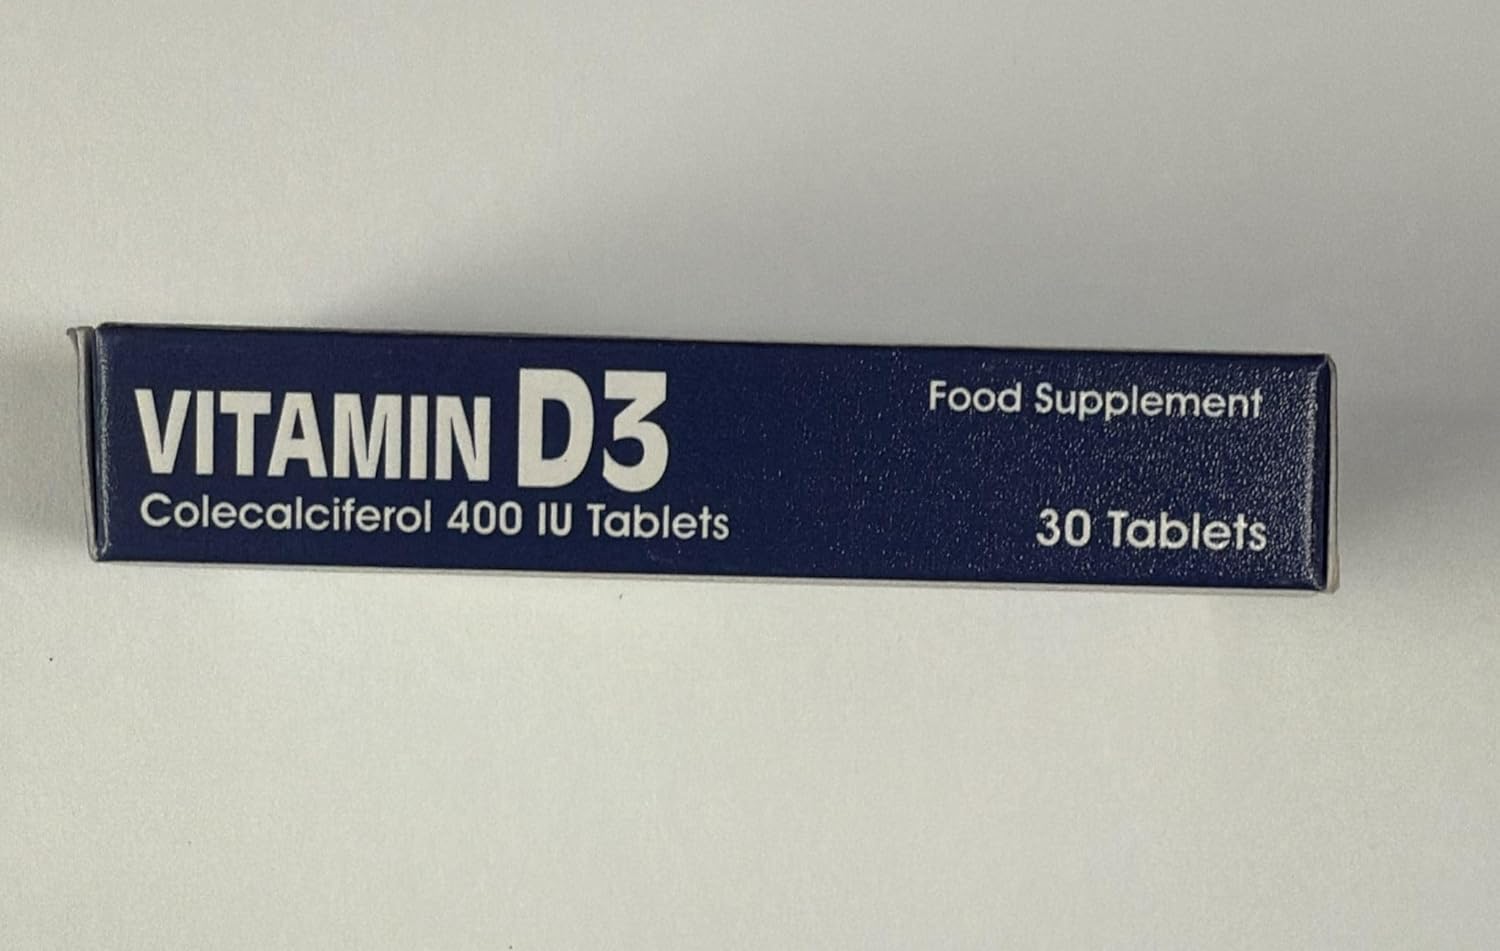 VITAMIN D3
Colecalciferol 400 IU Tablets
Food Supplement
30 Tablets